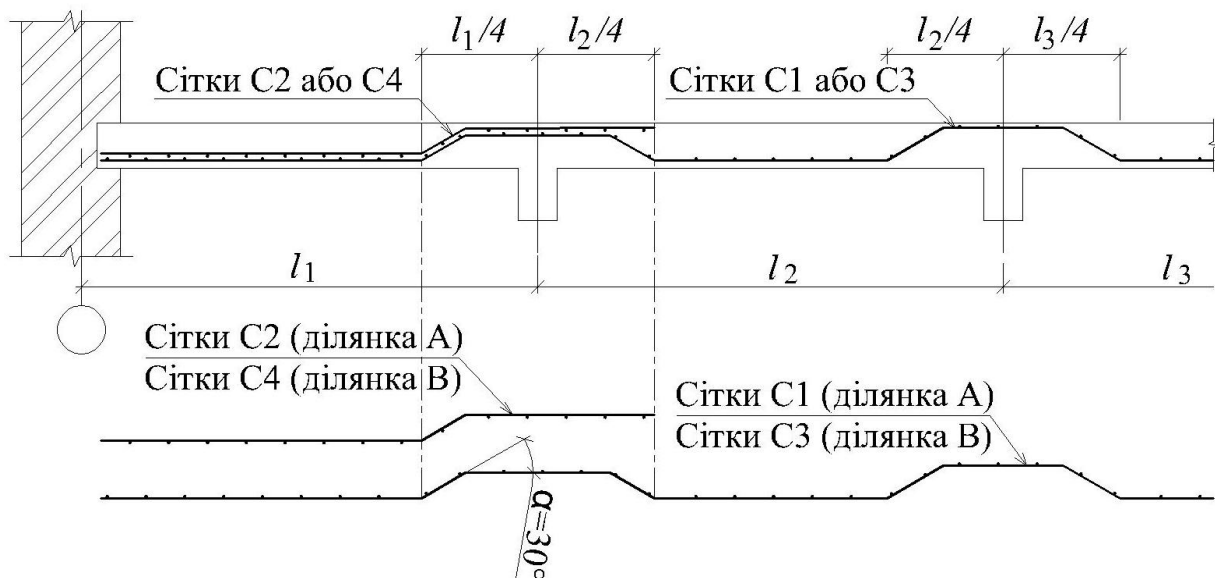 l₁/4
l₂/4
l₂/4
l₃/4
Сітки С2 або С4
Сітки С1 або С3
l₁
l₂
l₃
Сітки С2 (ділянка А)
Сітки С4 (ділянка В)
Сітки С1 (ділянка А)
Сітки С3 (ділянка В)
α=30°